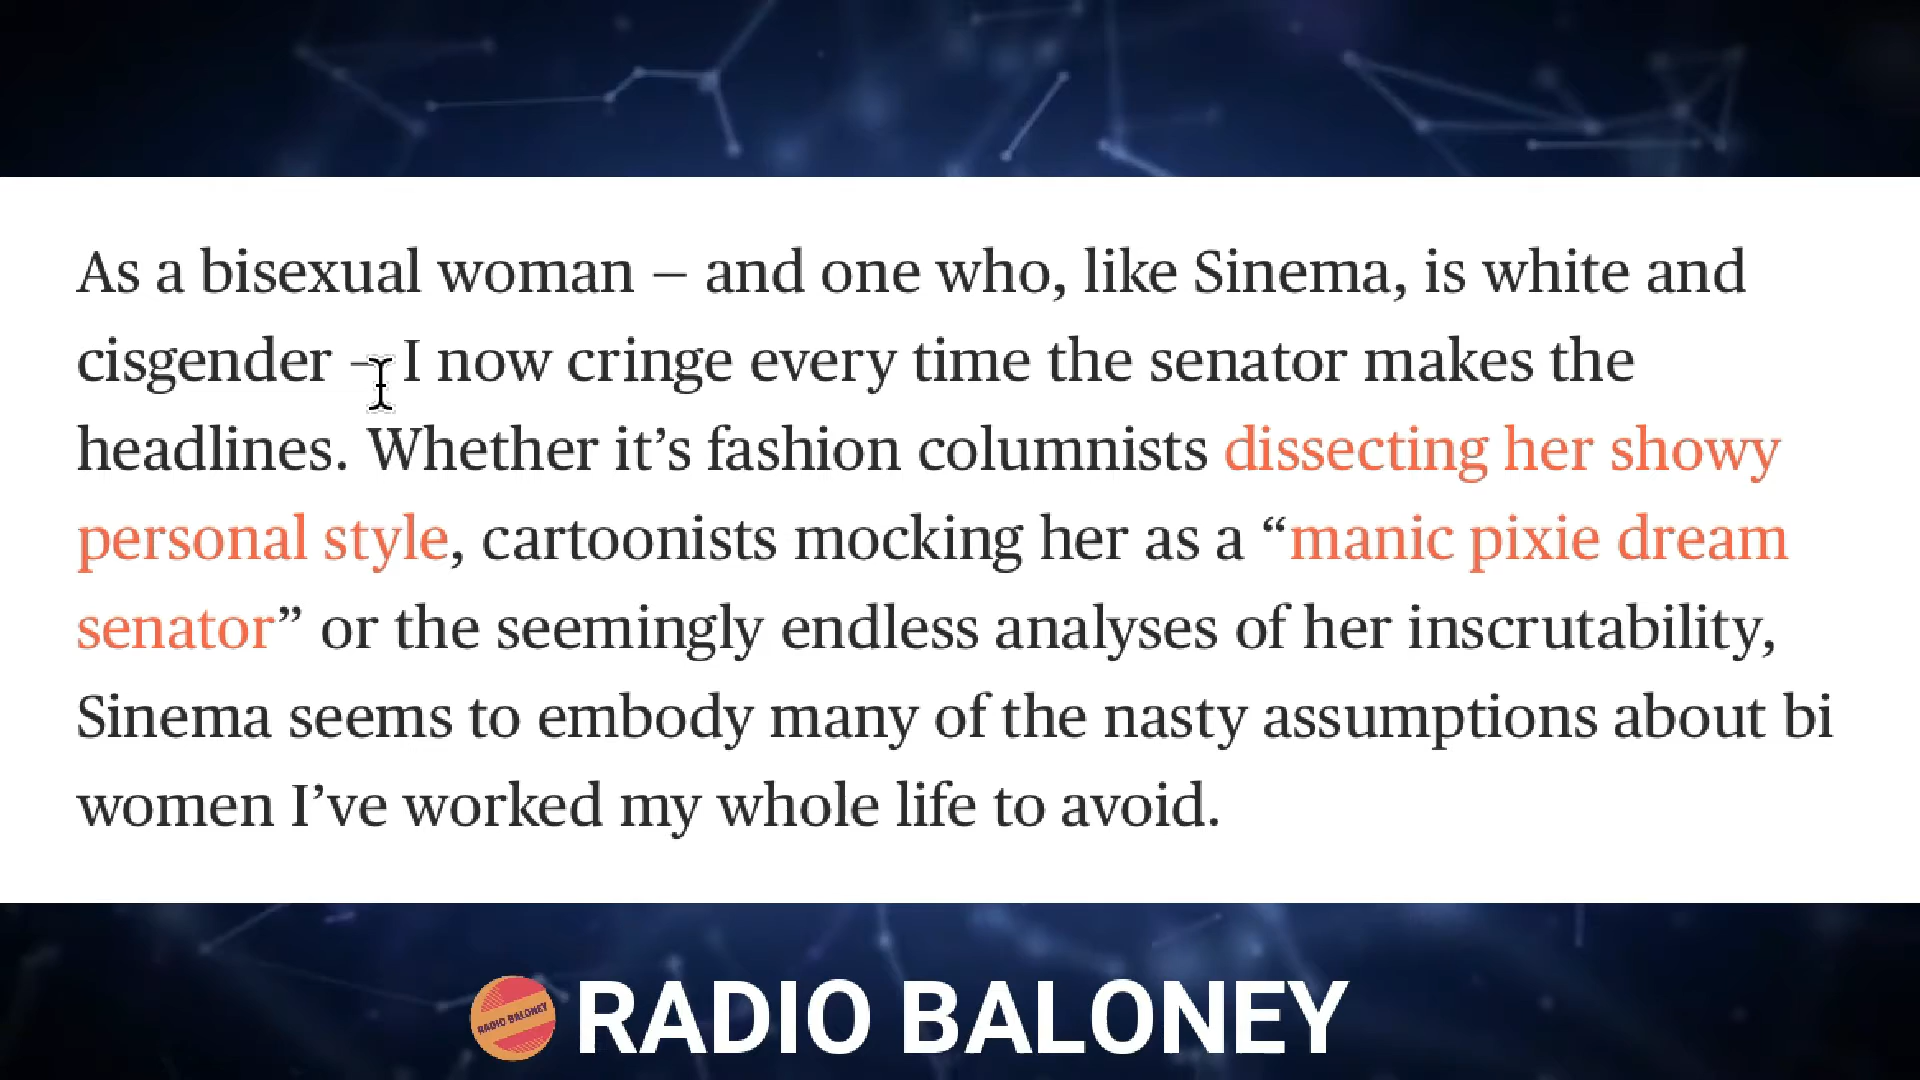 As a bisexual woman – and one who, like Sinema, is white and
cisgender – I now cringe every time the senator makes the
headlines. Whether it’s fashion columnists dissecting her showy
personal style, cartoonists mocking her as a “manic pixie dream
senator” or the seemingly endless analyses of her inscrutability,
Sinema seems to embody many of the nasty assumptions about bi
women I’ve worked my whole life to avoid.
RADIO BALONEY
RADIO BALONEY